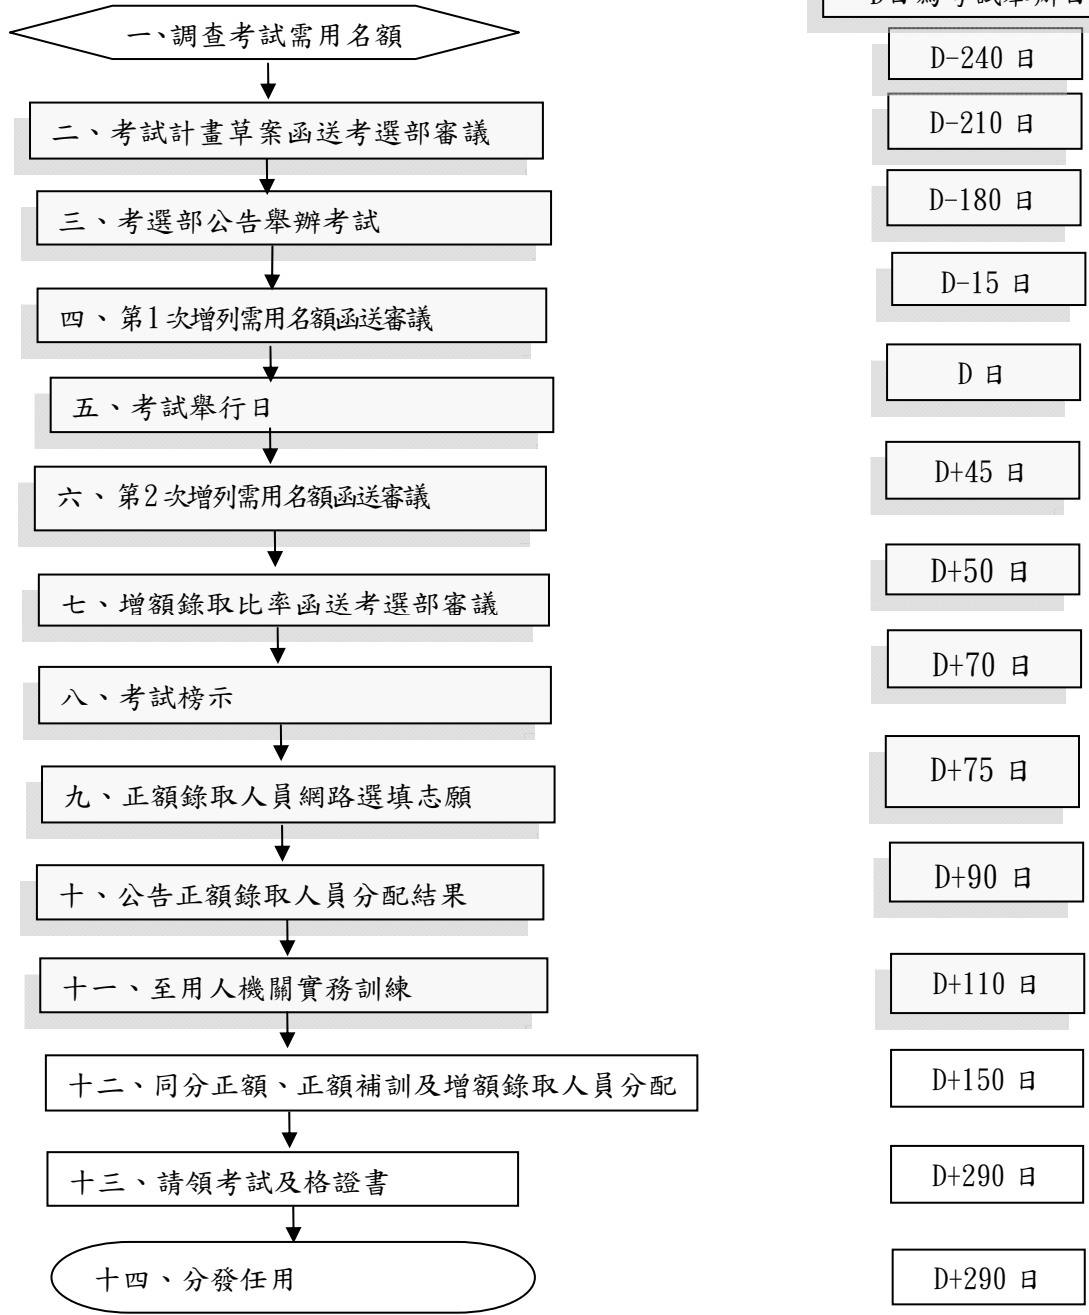 D日為考試舉辦日
一、調查考試需用名額
D-240 日
二、考試計畫草案函送考選部審議
D-210 日
三、考選部公告舉辦考試
D-180 日
四、第1次增列需用名額函送審議
D-15 日
五、考試舉行日
D 日
六、第2次增列需用名額函送審議
D+45 日
七、增額錄取比率函送考選部審議
D+50 日
八、考試榜示
D+70 日
九、正額錄取人員網路選填志願
D+75 日
十、公告正額錄取人員分配結果
D+90 日
十一、至用人機關實務訓練
D+110 日
十二、同分正額、正額補訓及增額錄取人員分配
D+150 日
十三、請領考試及格證書
D+290 日
十四、分發任用
D+290 日